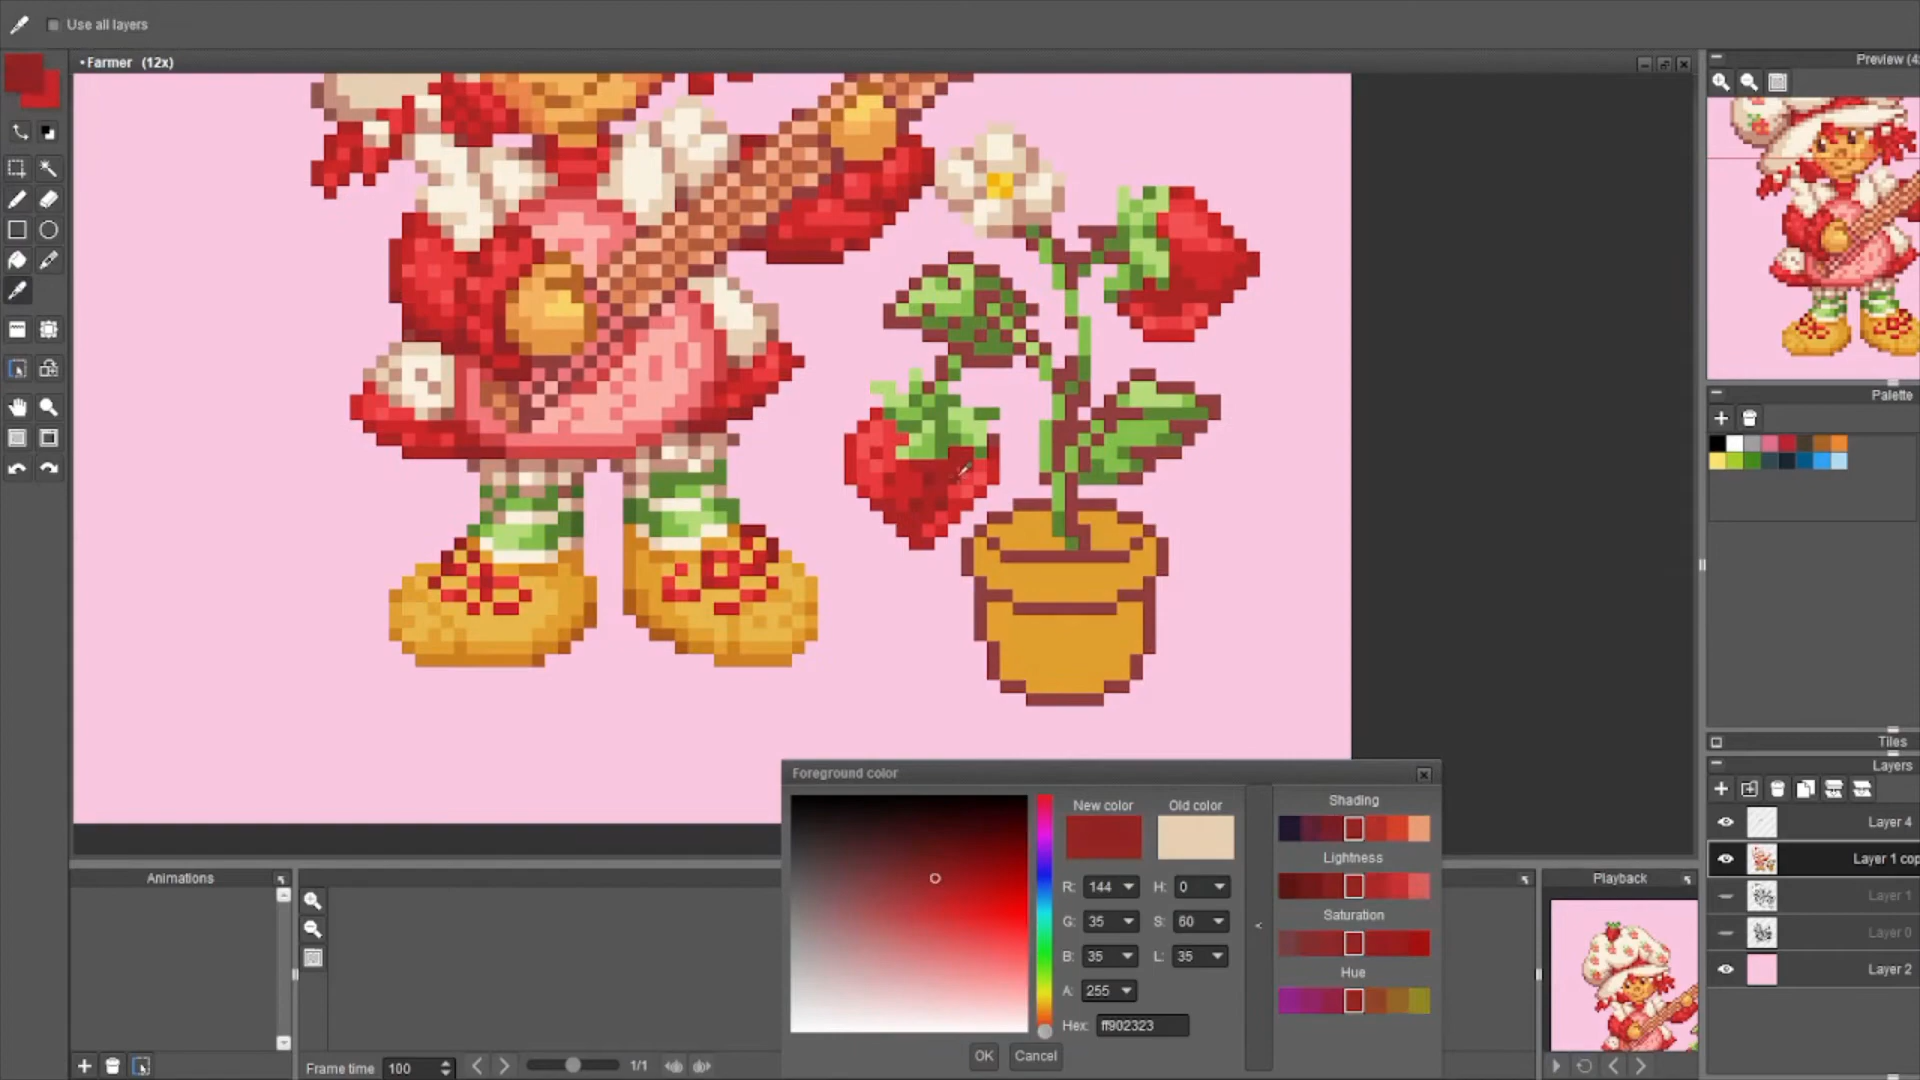 Use all layers
•Farmer (12x)
Preview (4
Palette
Tiles
Layers
Layer 4
Layer 1 cop
Layer 1
Layer 0
Layer 2
Foreground color
New color
Old color
R: 144
H: 0
G: 35
S: 60
B: 35
L: 35
A: 255
Hex: ff902323
OK
Cancel
<
Shading
Lightness
Saturation
Hue
Animations
Frame time 100
1/1
Playback